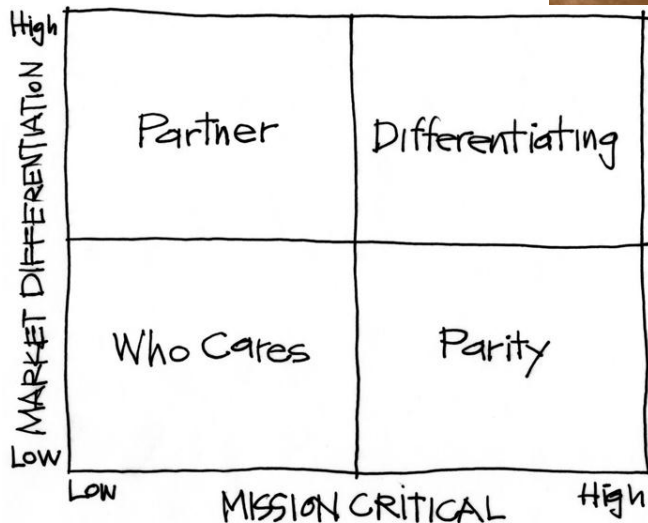 High
MARKET DIFFERENTIATION
Partner
Differentiating
Who Cares
Parity
Low
Low
MISSION CRITICAL
High